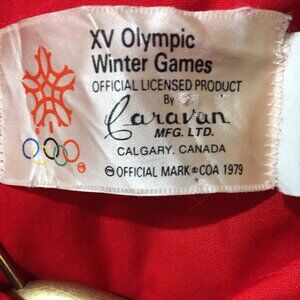 XV Olympic
Winter Games
OFFICIAL LICENSED PRODUCT
By
Caravan
MFG. LTD.
CALGARY, CANADA
OFFICIAL MARK © COA 1979